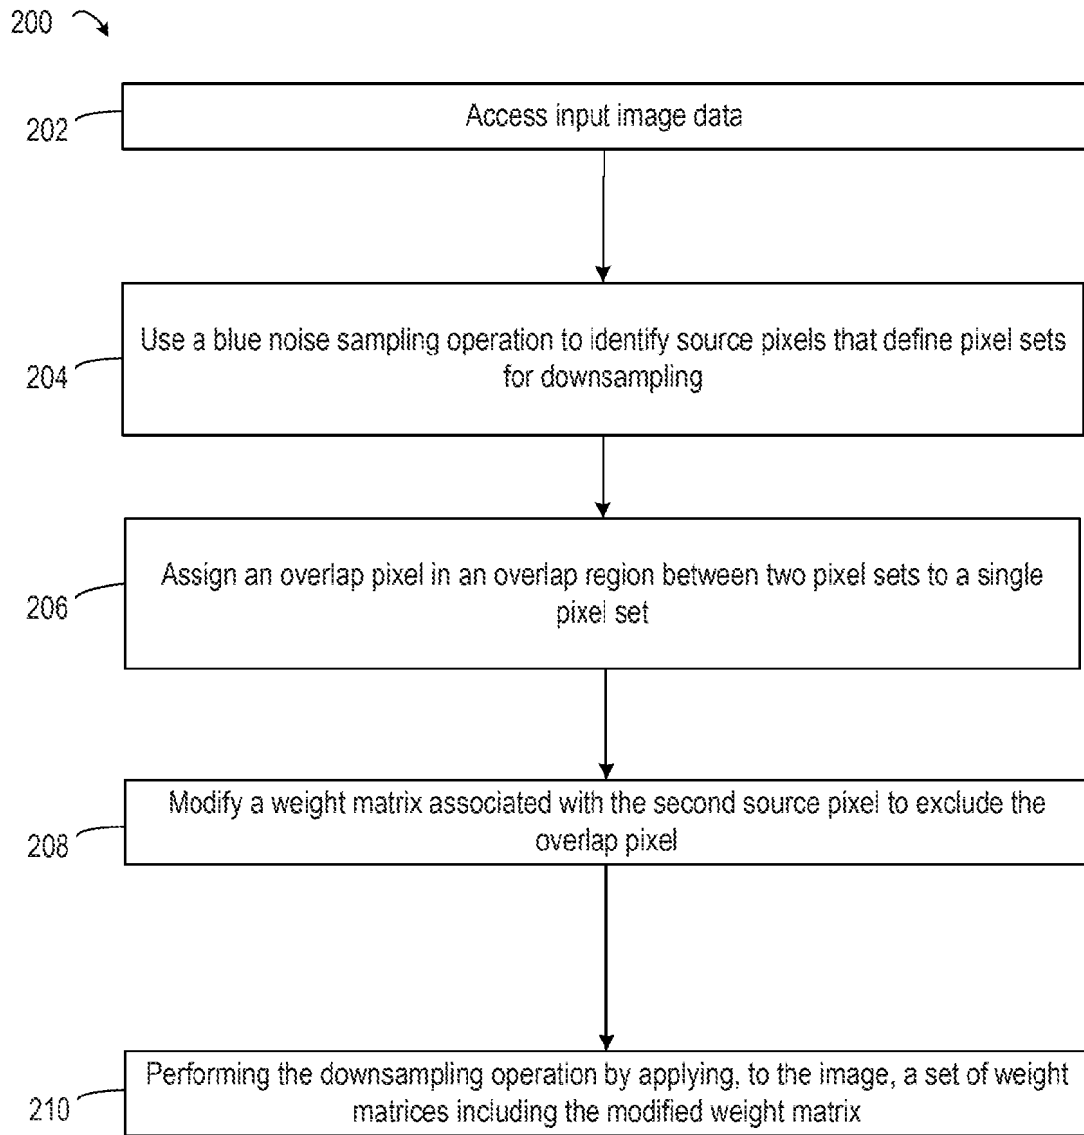 200
202
Access input image data
204
Use a blue noise sampling operation to identify source pixels that define pixel sets
for downsampling
206
Assign an overlap pixel in an overlap region between two pixel sets to a single
pixel set
208
Modify a weight matrix associated with the second source pixel to exclude the
overlap pixel
210
Performing the downsampling operation by applying, to the image, a set of weight
matrices including the modified weight matrix